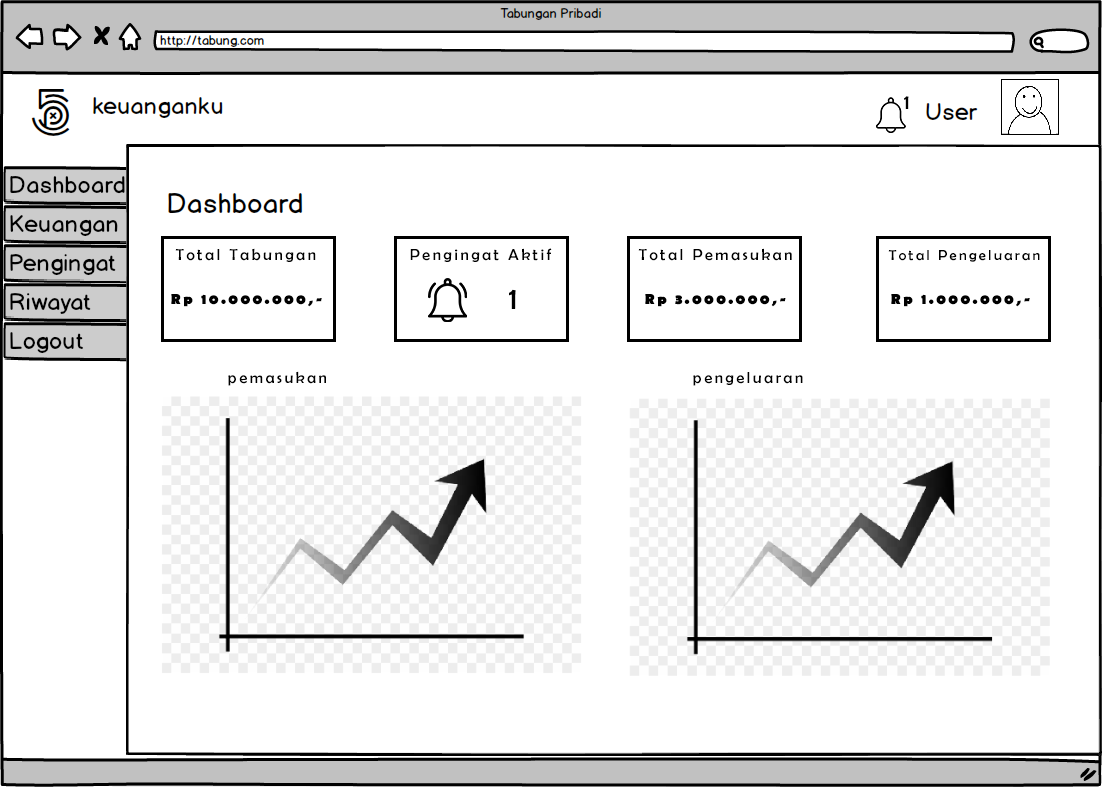 Tabungan Pribadi
http://tabung.com
keuanganku
1
User
Dashboard
Keuangan
Pengingat
Riwayat
Logout
Dashboard
Total Tabungan
Rp 10.000.000,-
Pengingat Aktif
1
Total Pemasukan
Rp 3.000.000,-
Total Pengeluaran
Rp 1.000.000,-
pemasukan
pengeluaran